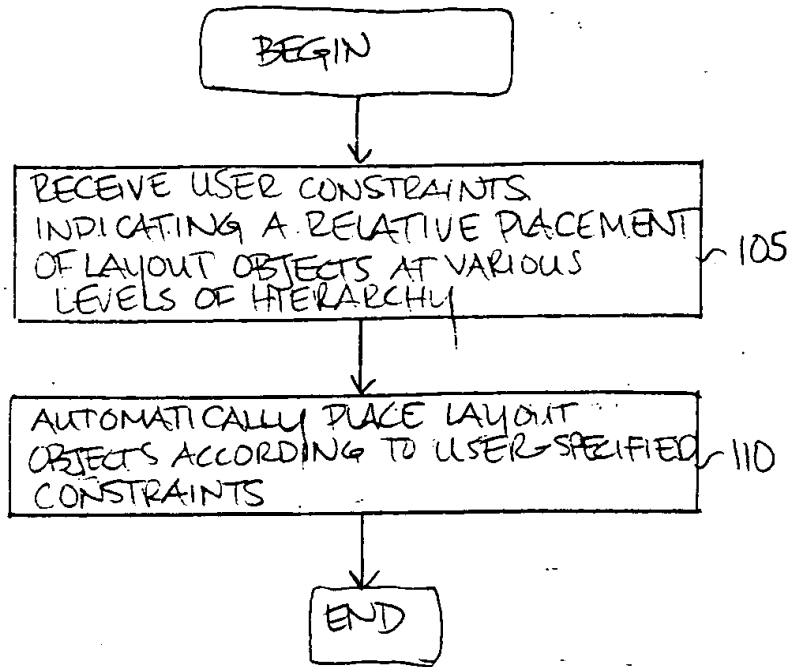 BEGIN
RECEIVE USER CONSTRAINTS
INDICATING A RELATIVE PLACEMENT
OF LAYOUT OBJECTS AT VARIOUS
LEVELS OF HIERARCHY
105
AUTOMATICALLY PLACE LAYOUT
OBJECTS ACCORDING TO USER-SPECIFIED
CONSTRAINTS
110
END